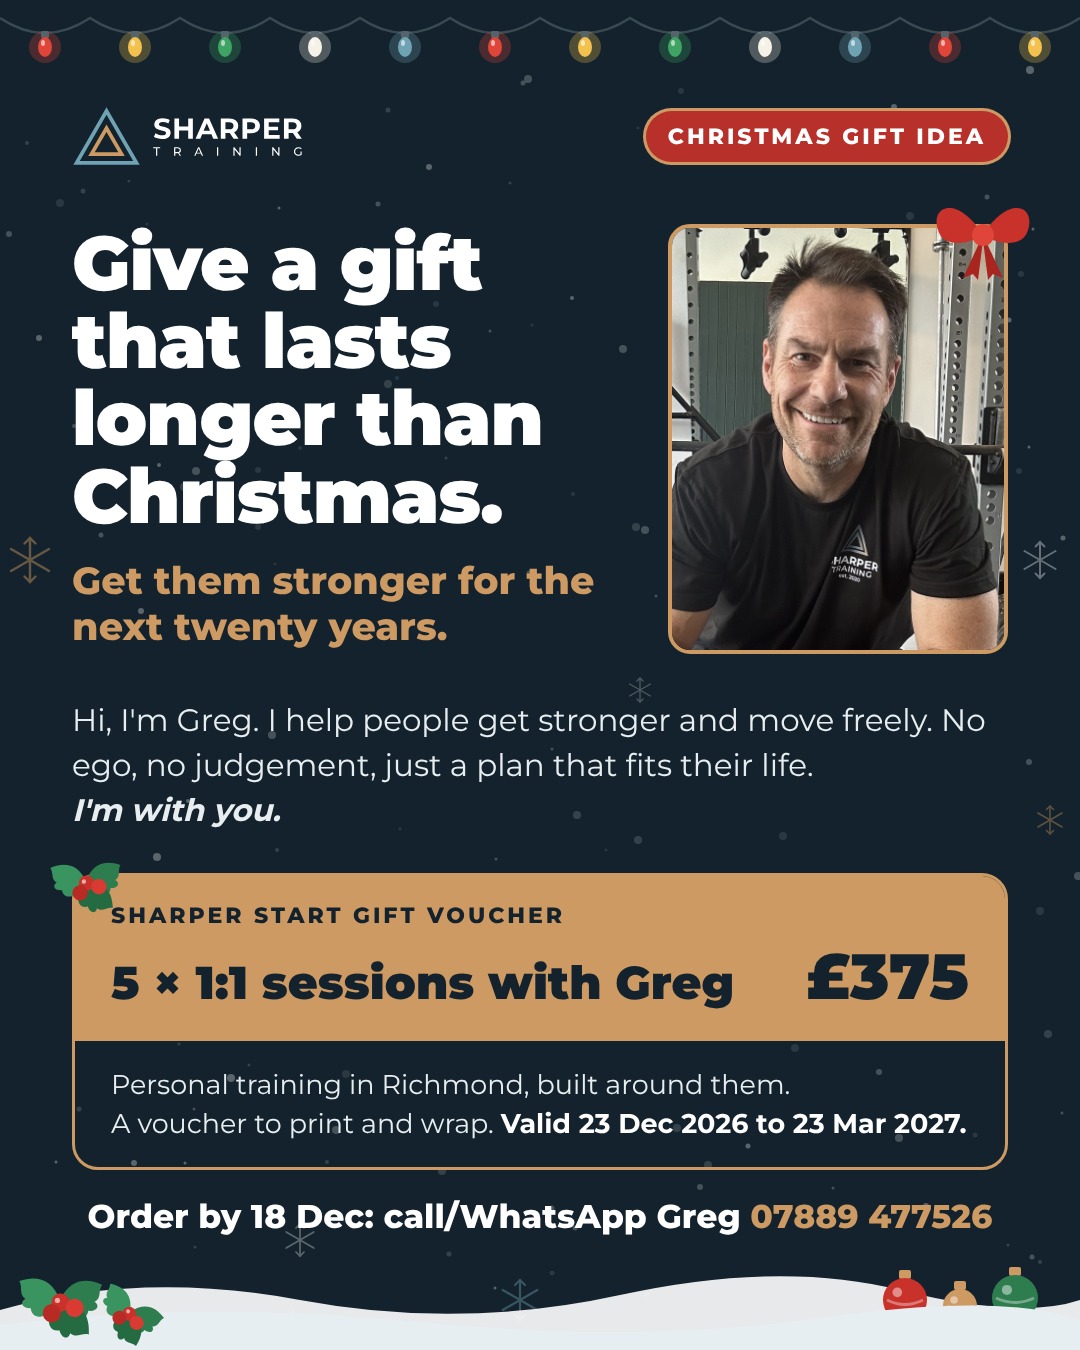 SHARPER
TRAINING
CHRISTMAS GIFT IDEA
Give a gift
that lasts
longer than
Christmas.
Get them stronger for the
next twenty years.
SHARPER
TRAINING
est. 2020
Hi, I'm Greg. I help people get stronger and move freely. No
ego, no judgement, just a plan that fits their life.
I'm with you.
SHARPER START GIFT VOUCHER
5 × 1:1 sessions with Greg
£375
Personal training in Richmond, built around them.
A voucher to print and wrap. Valid 23 Dec 2026 to 23 Mar 2027.
Order by 18 Dec: call/WhatsApp Greg 07889 477526